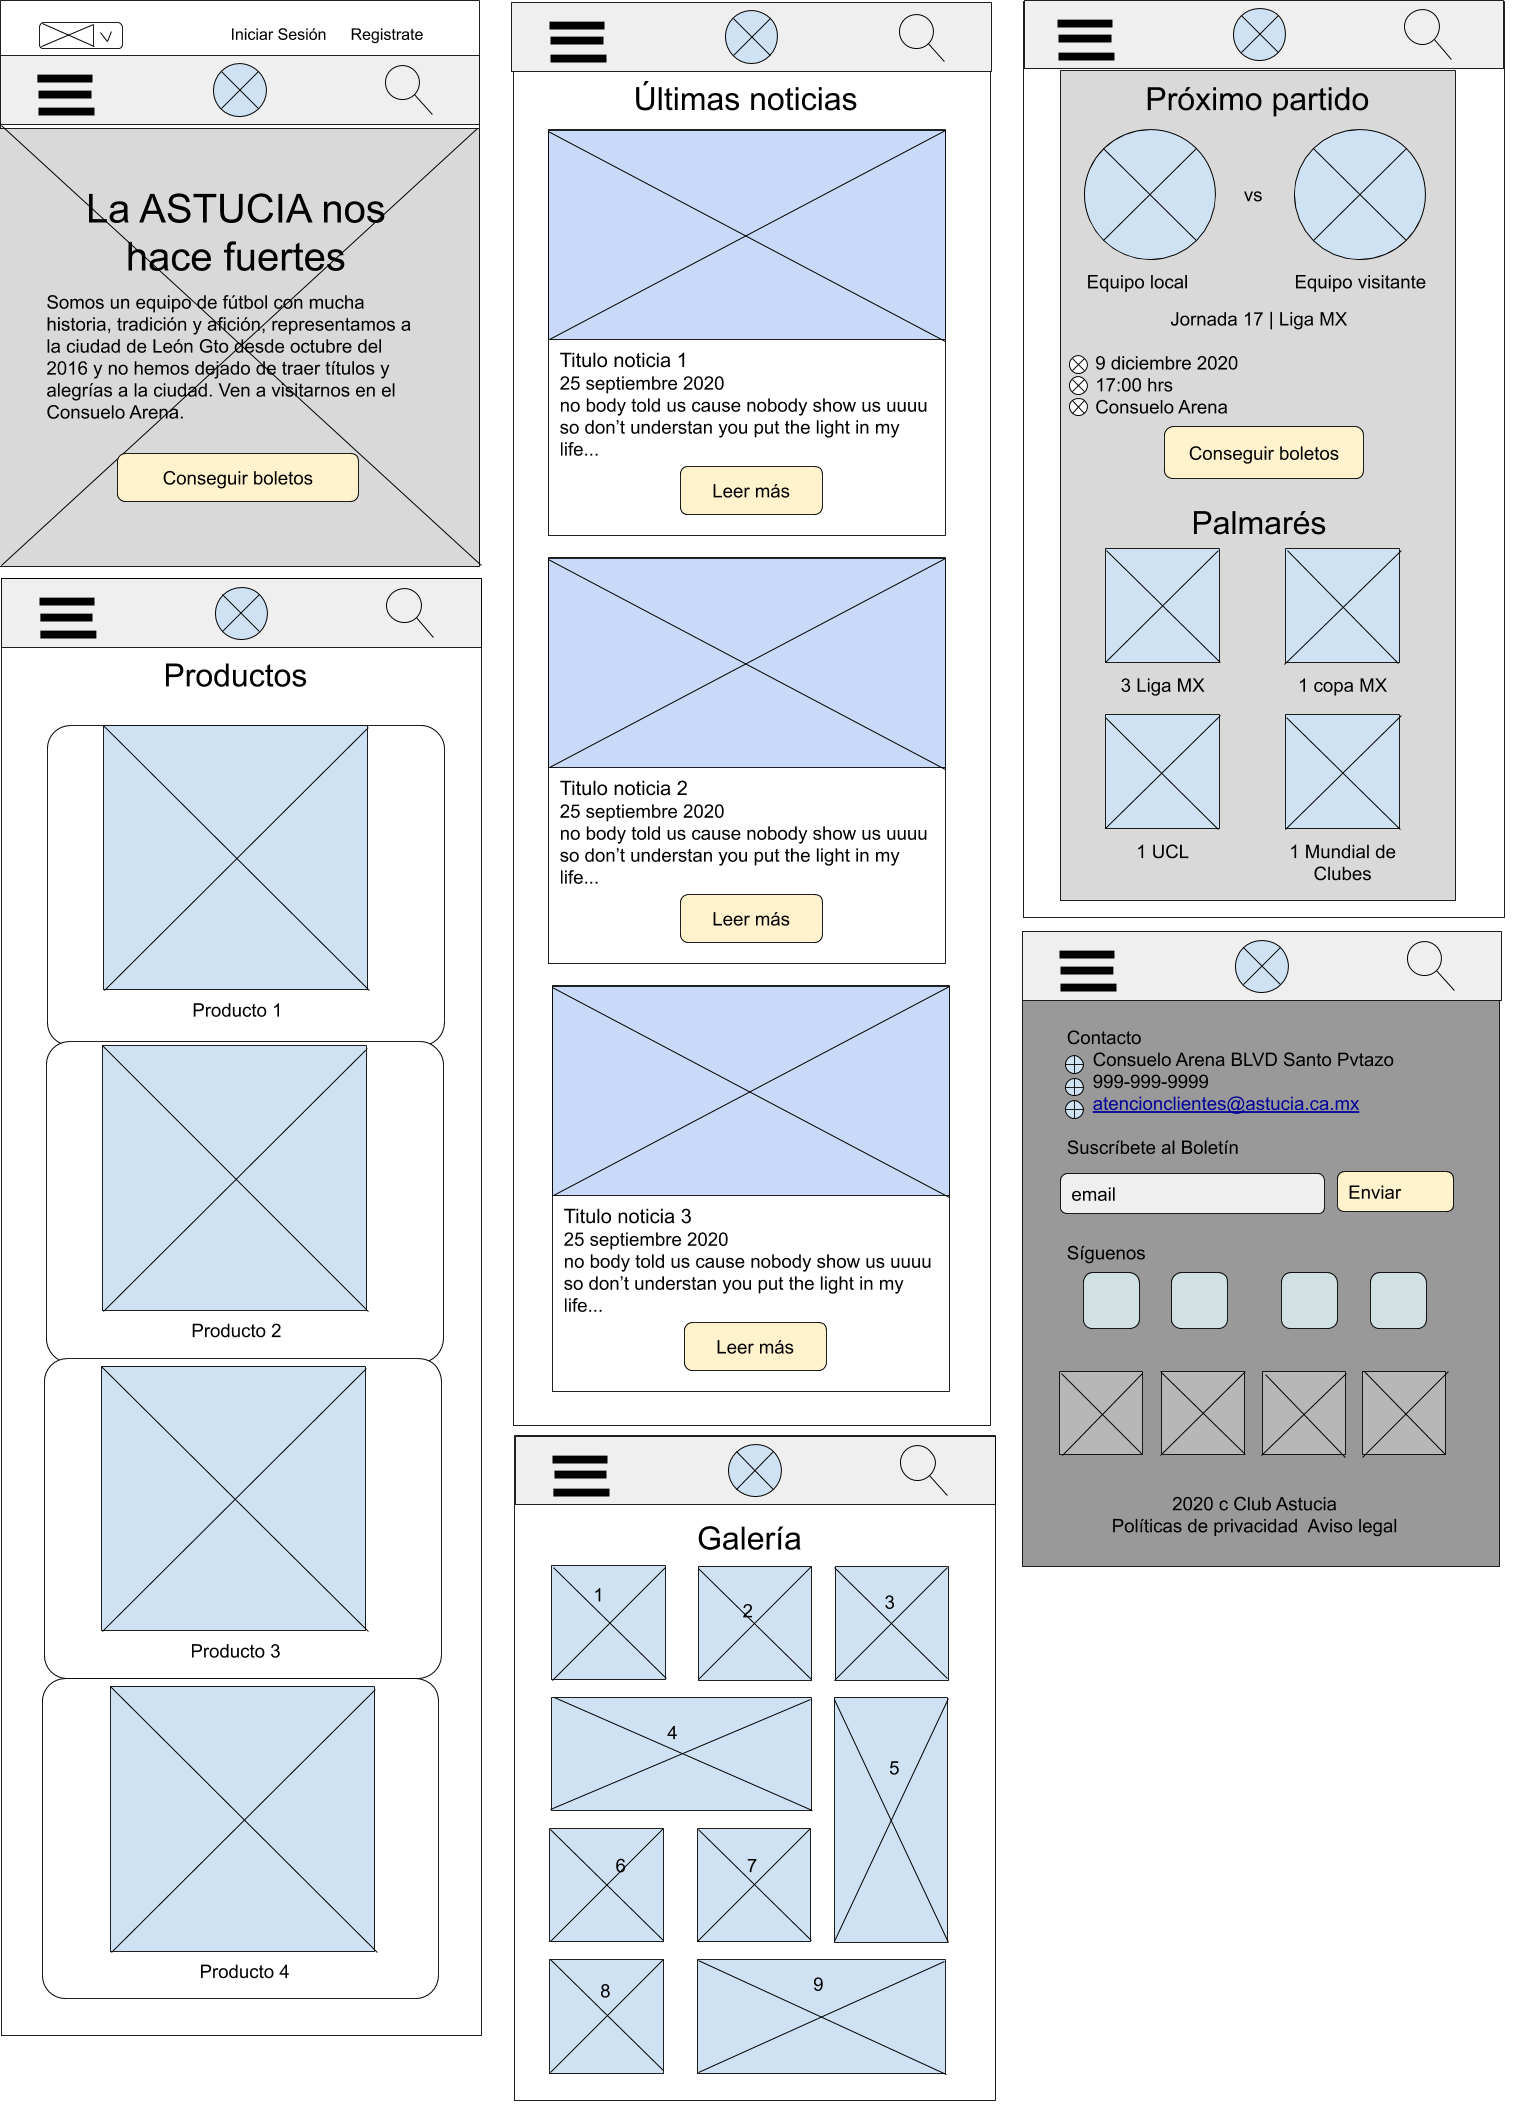 Iniciar Sesión Registrate
La ASTUCIA nos
hace fuertes
Somos un equipo de fútbol con mucha
historia, tradición y afición, representamos a
la ciudad de León Gto desde octubre del
2016 y no hemos dejado de traer títulos y
alegrías a la ciudad. Ven a visitarnos en el
Consuelo Arena.
Conseguir boletos
Productos
Producto 1
Producto 2
Producto 3
Producto 4
Últimas noticias
Titulo noticia 1
25 septiembre 2020
no body told us cause nobody show us uuuu
so don’t understan you put the light in my
life...
Leer más
Titulo noticia 2
25 septiembre 2020
no body told us cause nobody show us uuuu
so don’t understan you put the light in my
life...
Leer más
Titulo noticia 3
25 septiembre 2020
no body told us cause nobody show us uuuu
so don’t understan you put the light in my
life...
Leer más
Galería
1
2
3
4
5
6
7
8
9
Próximo partido
vs
Equipo local Equipo visitante
Jornada 17 | Liga MX
9 diciembre 2020
17:00 hrs
Consuelo Arena
Conseguir boletos
Palmarés
3 Liga MX 1 copa MX
1 UCL 1 Mundial de
Clubes
Contacto
Consuelo Arena BLVD Santo Pvtazo
999-999-9999
atencionclientes@astucia.ca.mx
Suscríbete al Boletín
email Enviar
Síguenos
2020 c Club Astucia
Políticas de privacidad Aviso legal